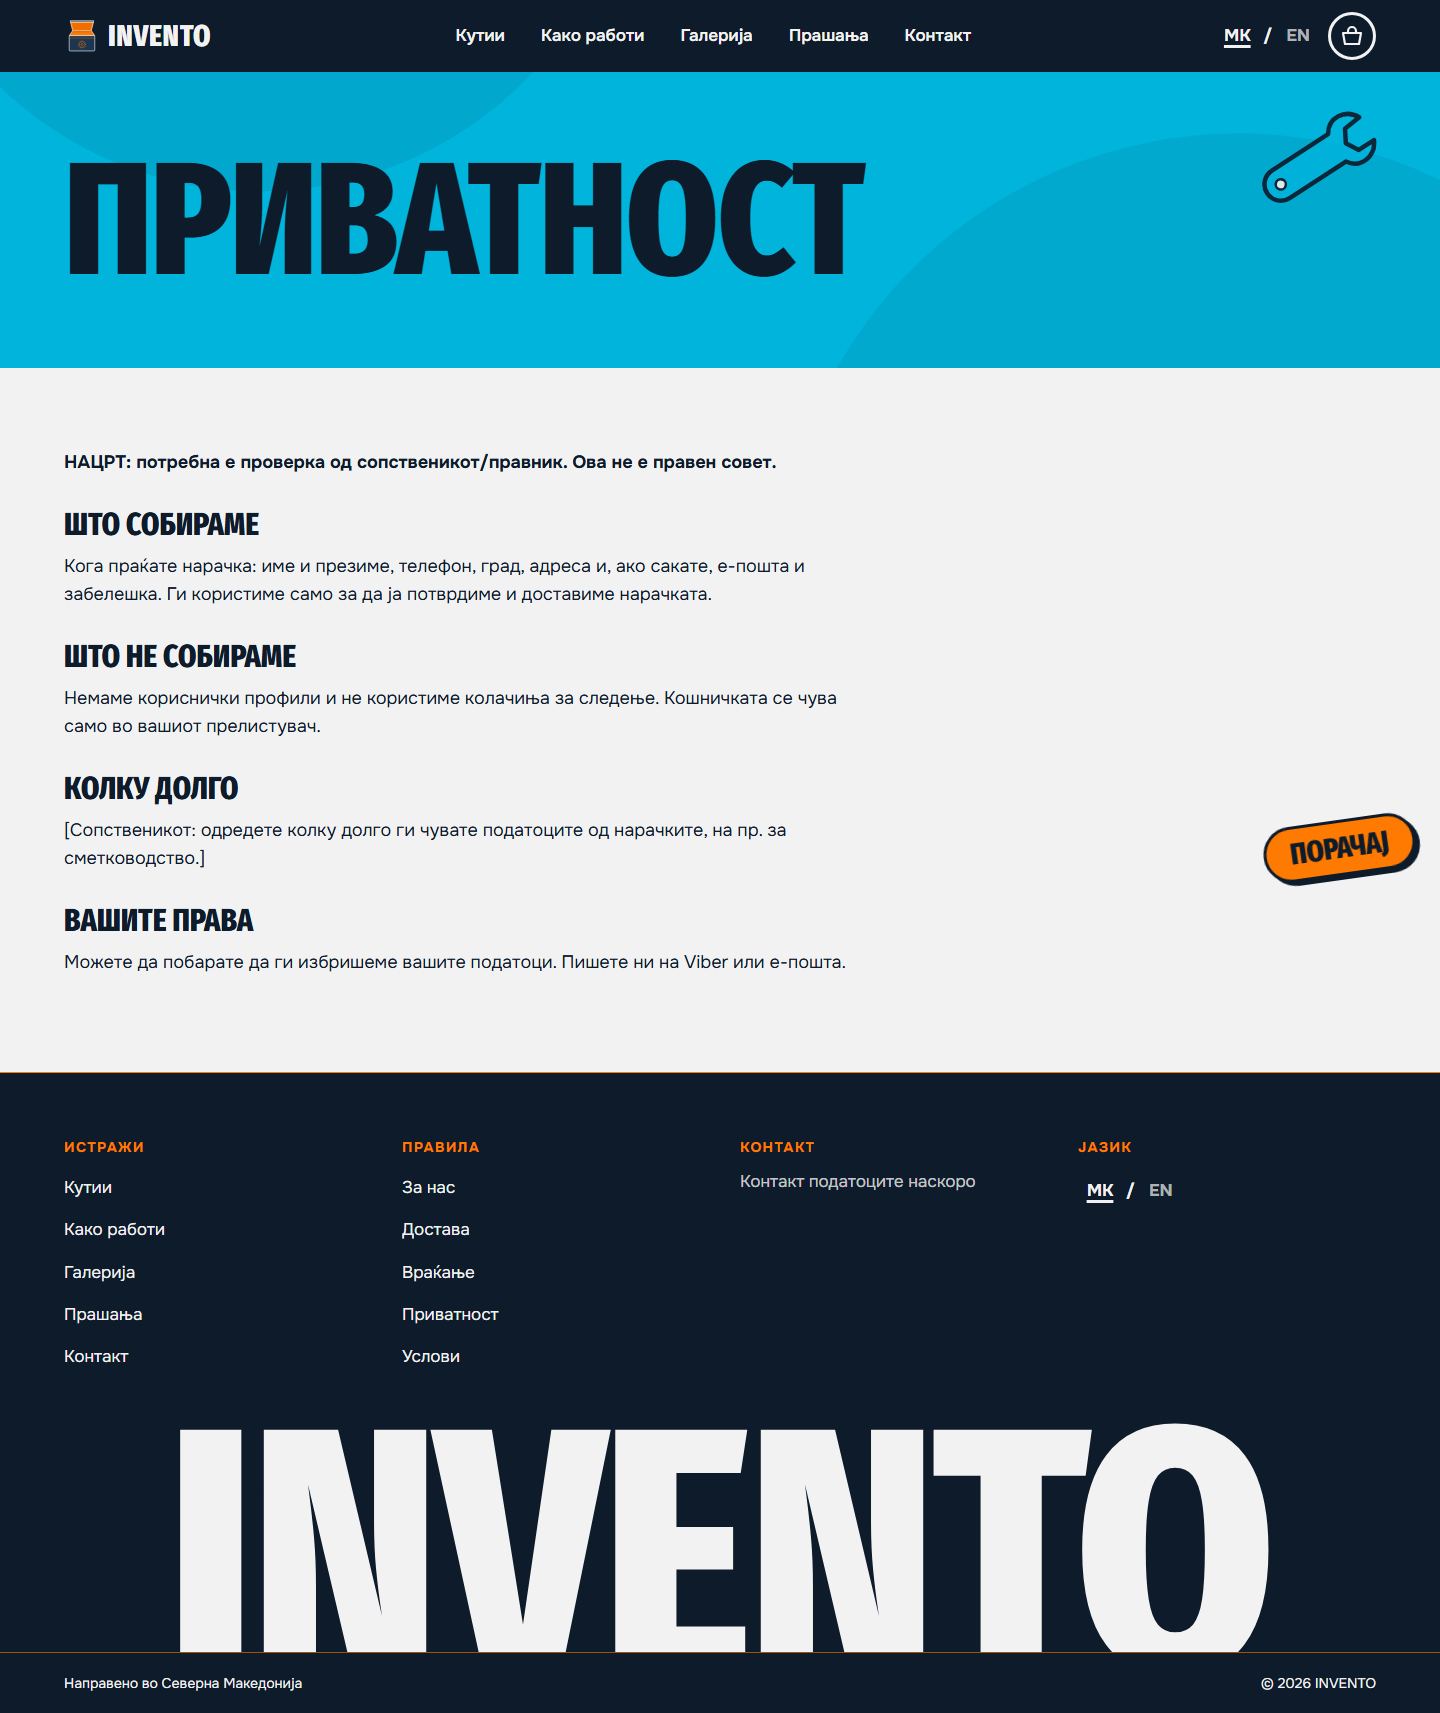 INVENTO
Кутии
Како работи
Галерија
Прашања
Контакт
МК / EN
ПРИВАТНОСТ
НАЦРТ: потребна е проверка од сопственикот/правник. Ова не е правен совет.
ШТО СОБИРАМЕ
Кога праќате нарачка: име и презиме, телефон, град, адреса и, ако сакате, е-пошта и
забелешка. Ги користиме само за да ја потврдиме и доставиме нарачката.
ШТО НЕ СОБИРАМЕ
Немаме кориснички профили и не користиме колачиња за следење. Кошничката се чува
само во вашиот прелистувач.
КОЛКУ ДОЛГО
[Сопственикот: одредете колку долго ги чувате податоците од нарачките, на пр. за
сметководство.]
ПОРАЧАЈ
ВАШИТЕ ПРАВА
Можете да побарате да ги избришеме вашите податоци. Пишете ни на Viber или е-пошта.
ИСТРАЖИ
Кутии
Како работи
Галерија
Прашања
Контакт
ПРАВИЛА
За нас
Достава
Враќање
Приватност
Услови
КОНТАКТ
Контакт податоците наскоро
ЈАЗИК
МК / EN
INVENTO
Направено во Северна Македонија
© 2026 INVENTO